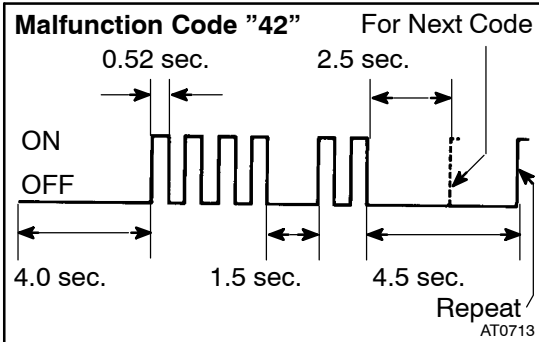 Malfunction Code ”42”
For Next Code
0.52 sec.
2.5 sec.
ON
OFF
4.0 sec.
1.5 sec.
4.5 sec.
Repeat
AT0713